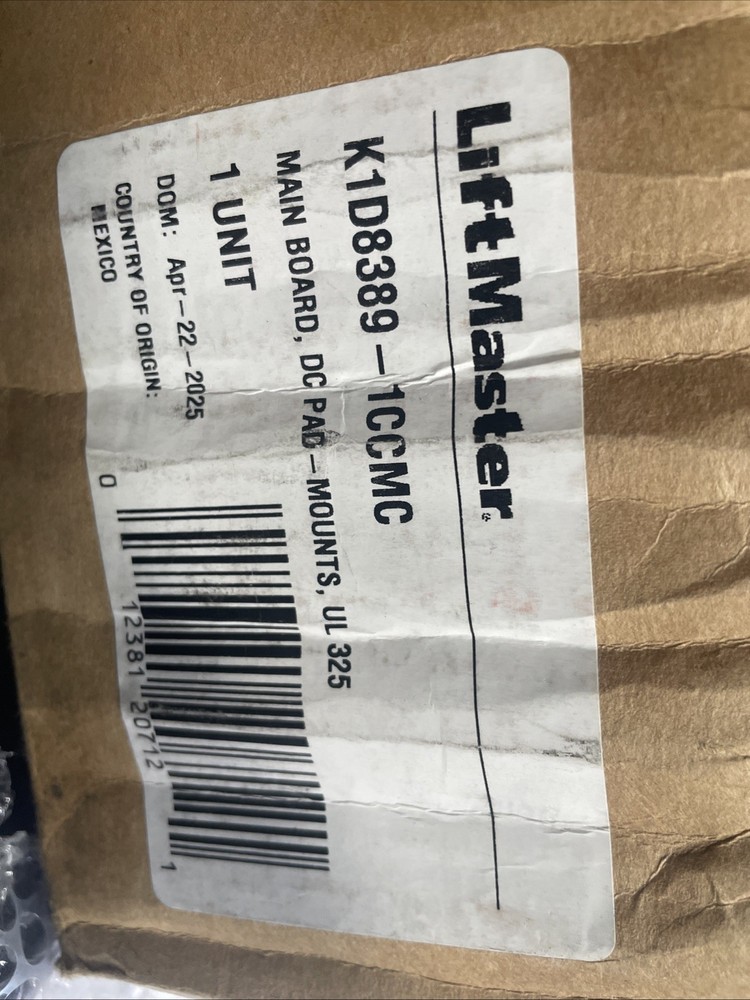 LiftMaster®
K1D8389-1CCMC
MAIN BOARD, DC PAD-MOUNTS, UL 325
1 UNIT
DOM: Apr-22-2025
COUNTRY OF ORIGIN:
MEXICO
0 12381 20712 1